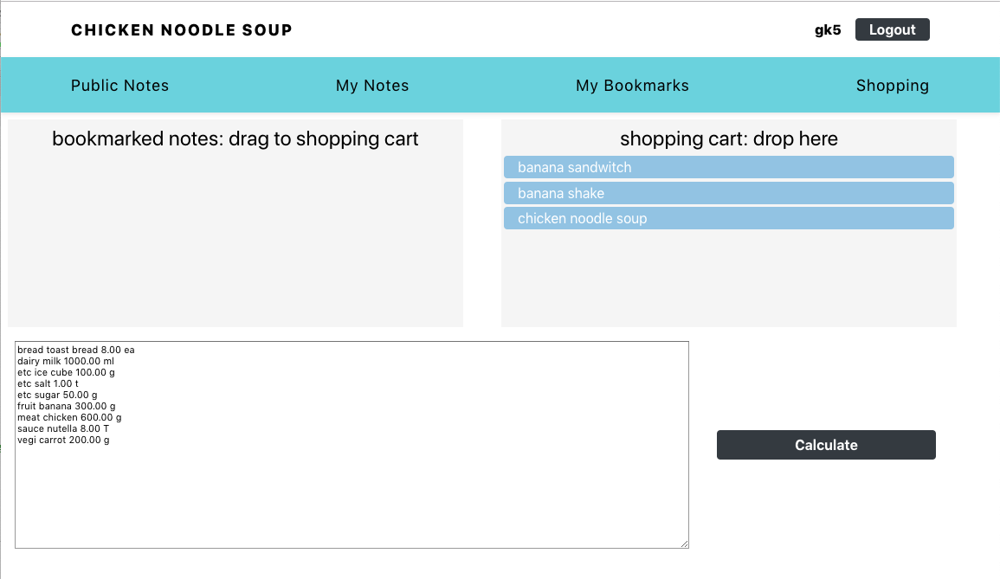 CHICKEN NOODLE SOUP
gk5
Logout
Public Notes
My Notes
My Bookmarks
Shopping
bookmarked notes: drag to shopping cart
shopping cart: drop here
banana sandwitch
banana shake
chicken noodle soup
bread toast bread 8.00 ea
dairy milk 1000.00 ml
etc ice cube 100.00 g
etc salt 1.00 t
etc sugar 50.00 g
fruit banana 300.00 g
meat chicken 600.00 g
sauce nutella 8.00 T
vegi carrot 200.00 g
Calculate